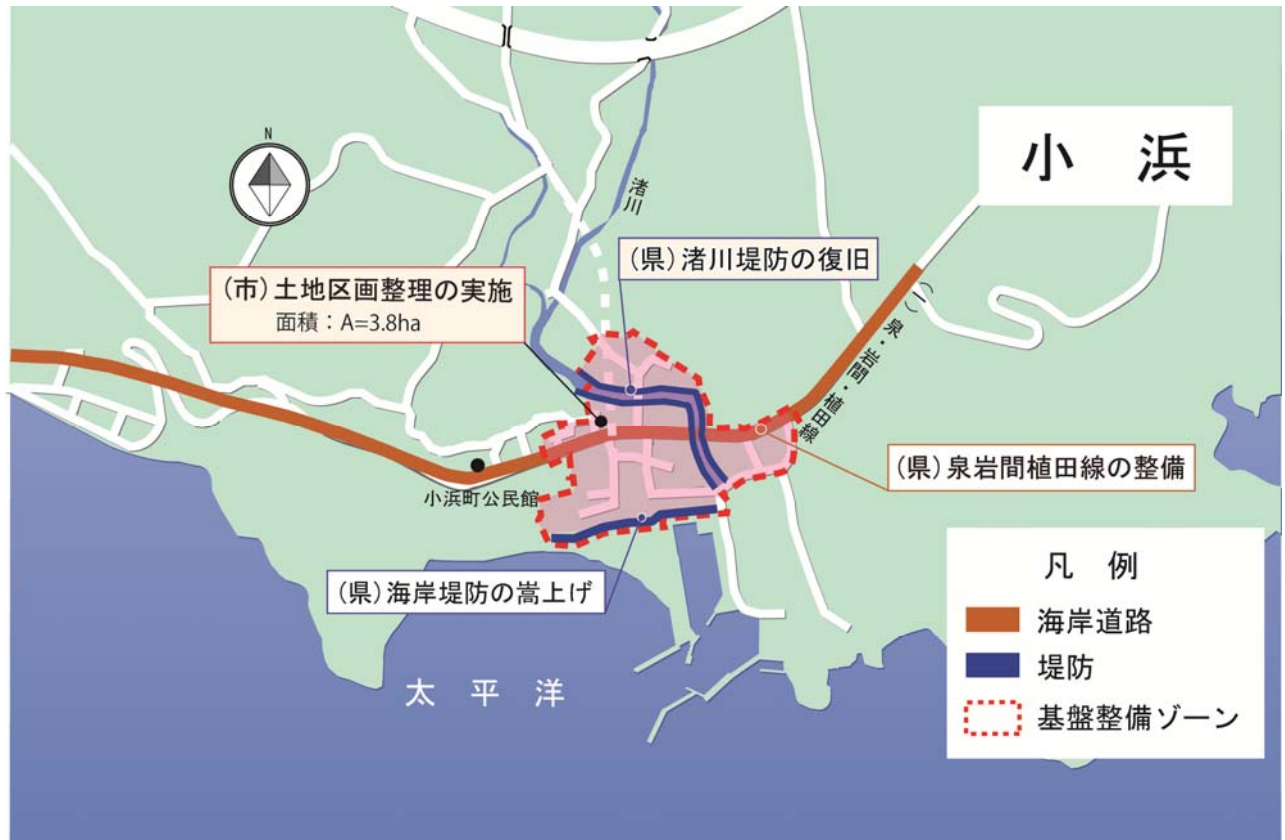 小 浜
N
渚川
(県)渚川堤防の復旧
(市)土地区画整理の実施
面積：A=3.8ha
(一)泉・岩間・植田線
(県)泉岩間植田線の整備
小浜町公民館
(県)海岸堤防の嵩上げ
太 平 洋
凡 例
海岸道路
堤防
基盤整備ゾーン